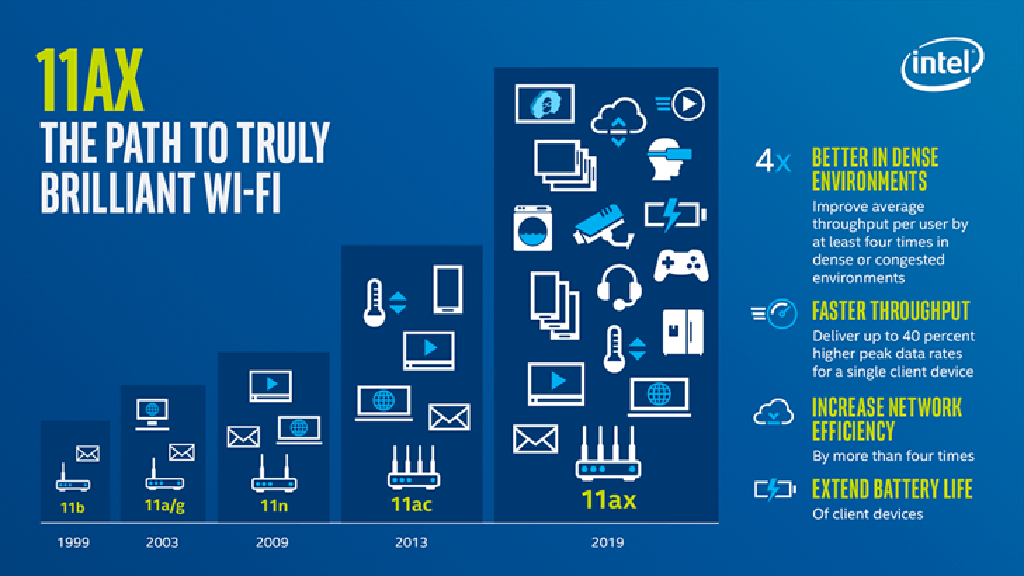 11AX
THE PATH TO TRULY
BRILLIANT WI-FI
intel
4x
BETTER IN DENSE
ENVIRONMENTS
Improve average
throughput per user by
at least four times in
dense or congested
environments
FASTER THROUGHPUT
Deliver up to 40 percent
higher peak data rates
for a single client device
INCREASE NETWORK
EFFICIENCY
By more than four times
EXTEND BATTERY LIFE
Of client devices
11b
11a/g
11n
11ac
11ax
1999
2003
2009
2013
2019